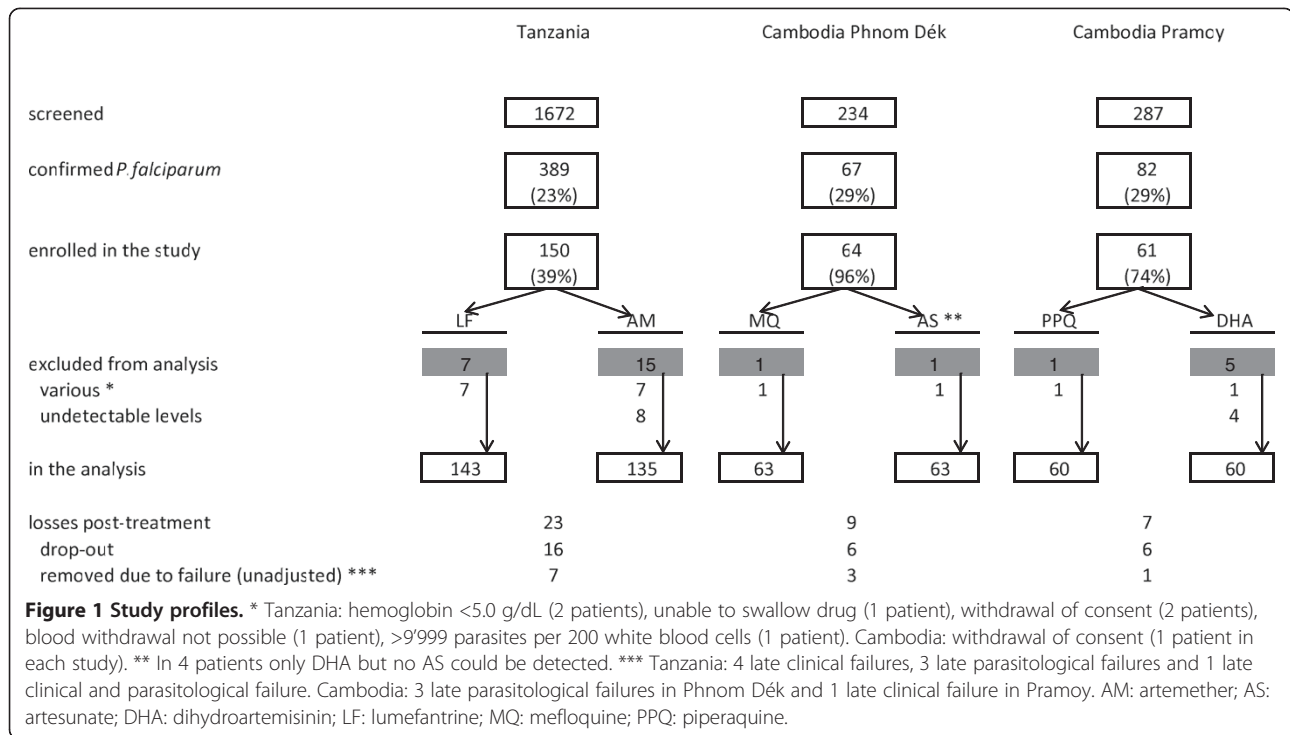 Tanzania Cambodia Phnom Dék Cambodia Pramoy
screened 1672 234 287
confirmed P. falciparum 389 67 82
(23%) (29%) (29%)
enrolled in the study 150 64 61
(39%) (96%) (74%)
LF AM MQ AS ** PPQ DHA
excluded from analysis 7 15 1 1 1 5
various * 7 7 1 1 1 1
undetectable levels 8 4
in the analysis 143 135 63 63 60 60
losses post-treatment 23 9 7
drop-out 16 6 6
removed due to failure (unadjusted) *** 7 3 1
Figure 1 Study profiles. * Tanzania: hemoglobin <5.0 g/dL (2 patients), unable to swallow drug (1 patient), withdrawal of consent (2 patients),
blood withdrawal not possible (1 patient), >9'999 parasites per 200 white blood cells (1 patient). Cambodia: withdrawal of consent (1 patient in
each study). ** In 4 patients only DHA but no AS could be detected. *** Tanzania: 4 late clinical failures, 3 late parasitological failures and 1 late
clinical and parasitological failure. Cambodia: 3 late parasitological failures in Phnom Dék and 1 late clinical failure in Pramoy. AM: artemether; AS:
artesunate; DHA: dihydroartemisinin; LF: lumefantrine; MQ: mefloquine; PPQ: piperaquine.